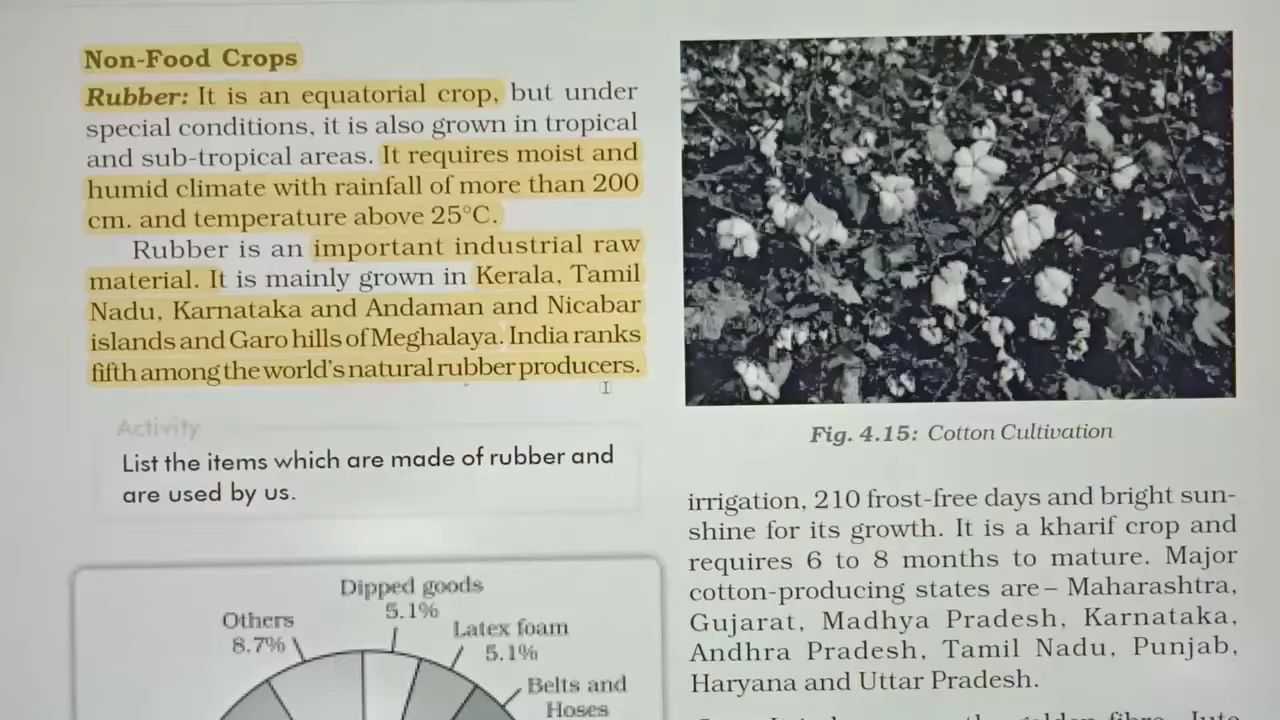 Non-Food Crops
Rubber: It is an equatorial crop, but under
special conditions, it is also grown in tropical
and sub-tropical areas. It requires moist and
humid climate with rainfall of more than 200
cm. and temperature above 25°C.
Rubber is an important industrial raw
material. It is mainly grown in Kerala, Tamil
Nadu, Karnataka and Andaman and Nicabar
islands and Garo hills of Meghalaya. India ranks
fifth among the world's natural rubber producers.
Activity
List the items which are made of rubber and
are used by us.
Dipped goods
5.1%
Others
8.7%
Latex foam
5.1%
Belts and
Hoses
Fig. 4.15: Cotton Cultivation
irrigation, 210 frost-free days and bright sun-
shine for its growth. It is a kharif crop and
requires 6 to 8 months to mature. Major
cotton-producing states are – Maharashtra,
Gujarat, Madhya Pradesh, Karnataka,
Andhra Pradesh, Tamil Nadu, Punjab,
Haryana and Uttar Pradesh.